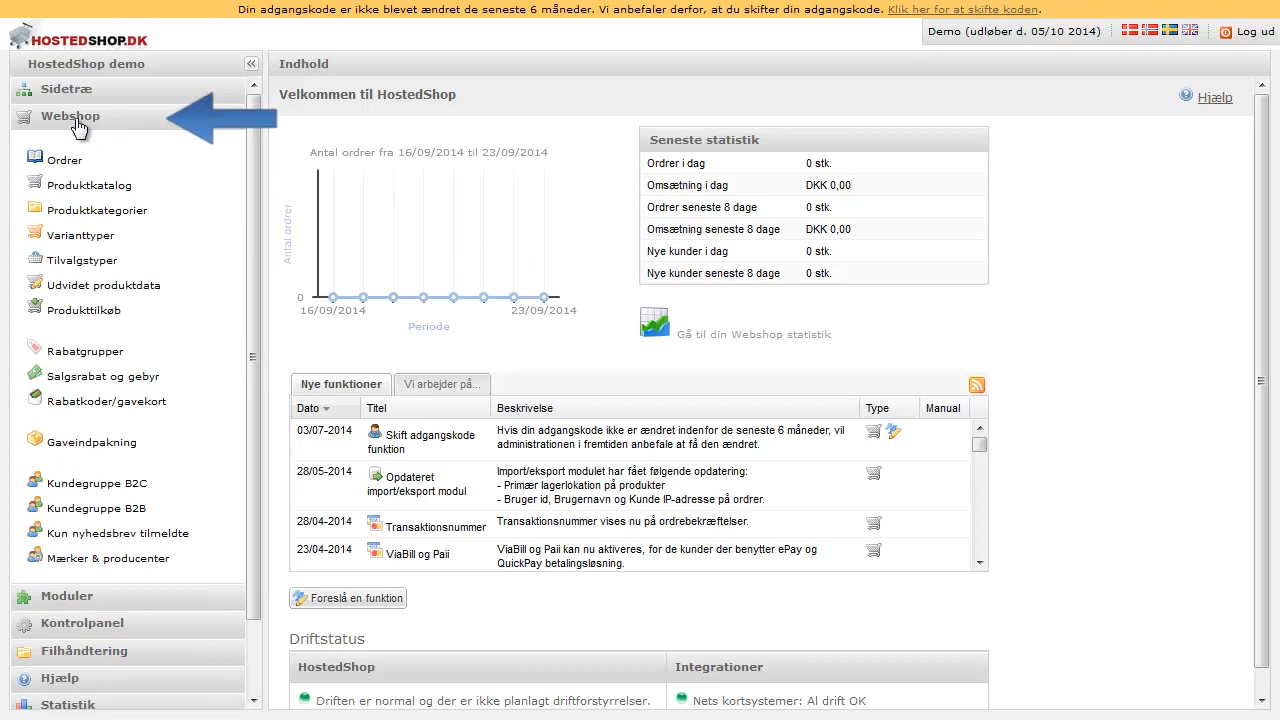 Din adgangskode er ikke blevet ændret de seneste 6 måneder. Vi anbefaler derfor, at du skifter din adgangskode. Klik her for at skifte koden.
HOSTEDSHOP.DK
Demo (udløber d. 05/10 2014)
Log ud
HostedShop demo
Sidetræ
Webshop
Ordrer
Produktkatalog
Produktkategorier
Varianttyper
Tilvalgstyper
Udvidet produktdata
Produkttilkøb
Rabatgrupper
Salgsrabat og gebyr
Rabatkoder/gavekort
Gaveindpakning
Kundegruppe B2C
Kundegruppe B2B
Kun nyhedsbrev tilmeldte
Mærker & producenter
Moduler
Kontrolpanel
Filhåndtering
Hjælp
Statistik
Indhold
Velkommen til HostedShop
Hjælp
Antal ordrer fra 16/09/2014 til 23/09/2014
Antal ordrer
0
16/09/2014 23/09/2014
Periode
Seneste statistik
Ordrer i dag 0 stk.
Omsætning i dag DKK 0,00
Ordrer seneste 8 dage 0 stk.
Omsætning seneste 8 dage DKK 0,00
Nye kunder i dag 0 stk.
Nye kunder seneste 8 dage 0 stk.
Gå til din Webshop statistik
Nye funktioner Vi arbejder på...
Dato Titel Beskrivelse Type Manual
03/07-2014 Skift adgangskode funktion Hvis din adgangskode ikke er ændret indenfor de seneste 6 måneder, vil
administrationen i fremtiden anbefale at få den ændret.
28/05-2014 Opdateret import/eksport modul Import/eksport modulet har fået følgende opdatering:
- Primær lagerlokation på produkter
- Bruger id, Brugernavn og Kunde IP-adresse på ordrer.
28/04-2014 Transaktionsnummer Transaktionsnummer vises nu på ordrebekræftelser.
23/04-2014 ViaBill og Paii ViaBill og Paii kan nu aktiveres, for de kunder der benytter ePay og
QuickPay betalingsløsning.
Foreslå en funktion
Driftstatus
HostedShop Integrationer
Driften er normal og der er ikke planlagt driftforstyrrelser. Nets kortsystemer: Al drift OK